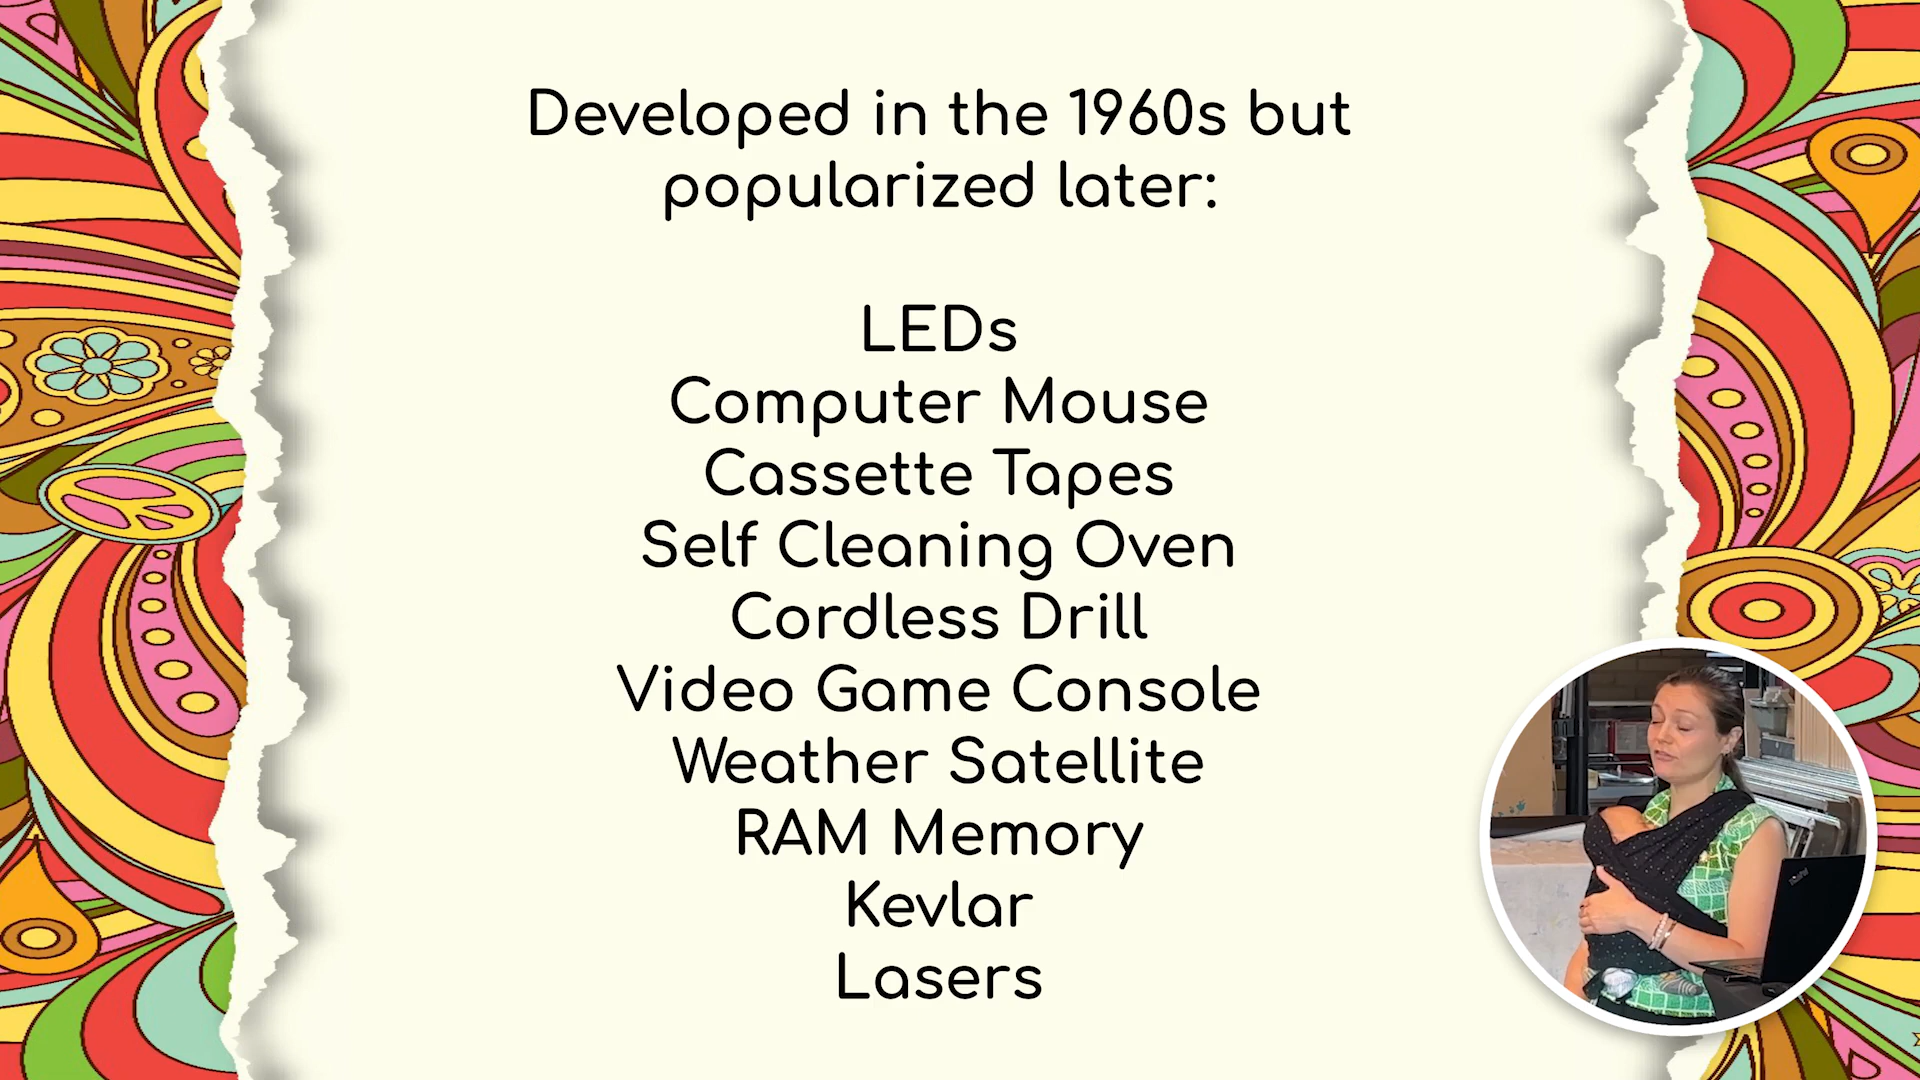 Developed in the 1960s but
popularized later:
LEDs
Computer Mouse
Cassette Tapes
Self Cleaning Oven
Cordless Drill
Video Game Console
Weather Satellite
RAM Memory
Kevlar
Lasers